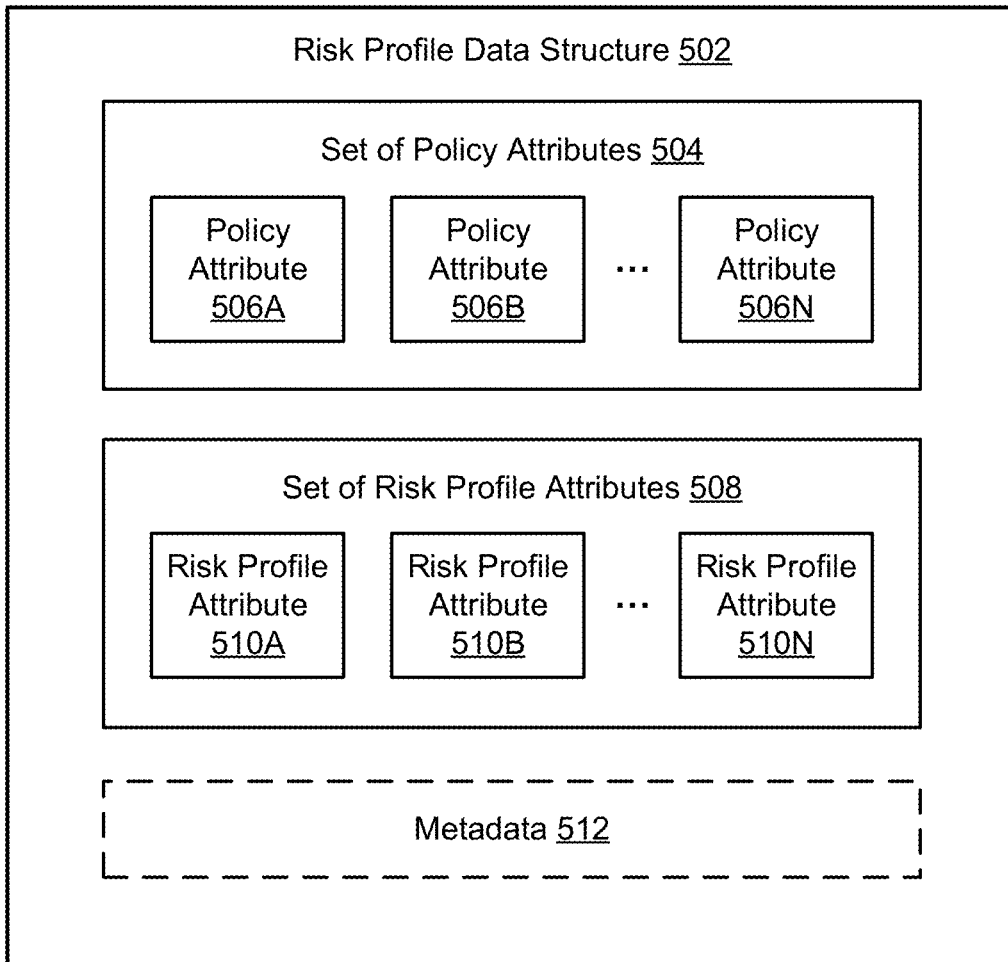 Risk Profile Data Structure 502
Set of Policy Attributes 504
Policy Attribute 506A
Policy Attribute 506B
...
Policy Attribute 506N
Set of Risk Profile Attributes 508
Risk Profile Attribute 510A
Risk Profile Attribute 510B
...
Risk Profile Attribute 510N
Metadata 512